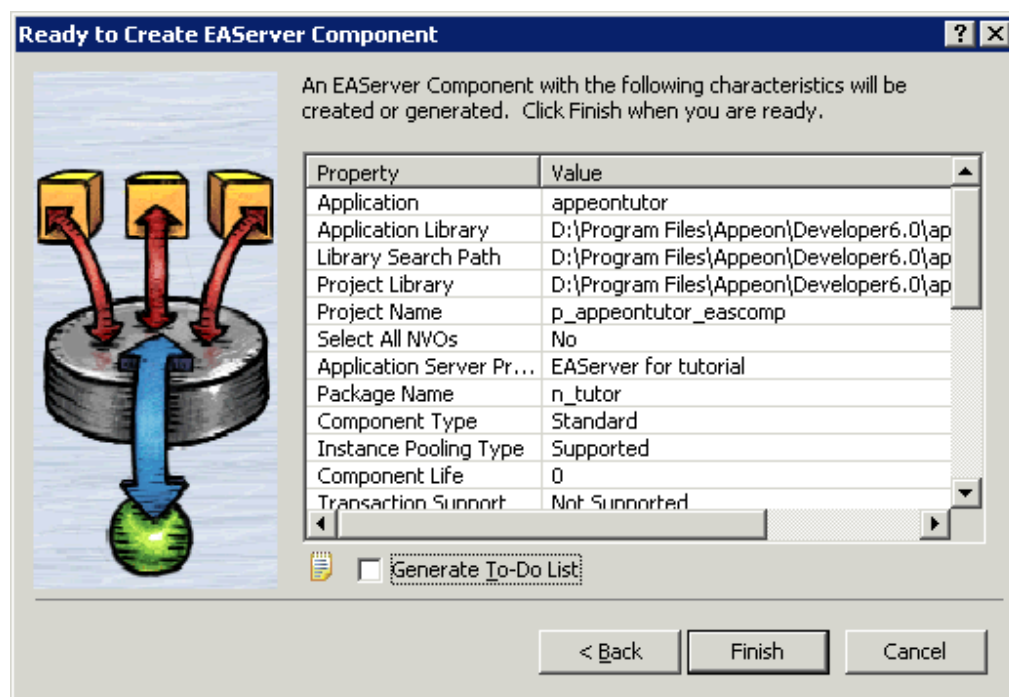 Ready to Create EAServer Component
An EAServer Component with the following characteristics will be
created or generated. Click Finish when you are ready.
Property Value
Application appeontutor
Application Library D:\Program Files\Appeon\Developer6.0\ap
Library Search Path D:\Program Files\Appeon\Developer6.0\ap
Project Library D:\Program Files\Appeon\Developer6.0\ap
Project Name p_appeontutor_eascomp
Select All NVOs No
Application Server Pr... EAServer for tutorial
Package Name n_tutor
Component Type Standard
Instance Pooling Type Supported
Component Life 0
Transaction Support Not Supported
Generate To-Do List
< Back Finish Cancel